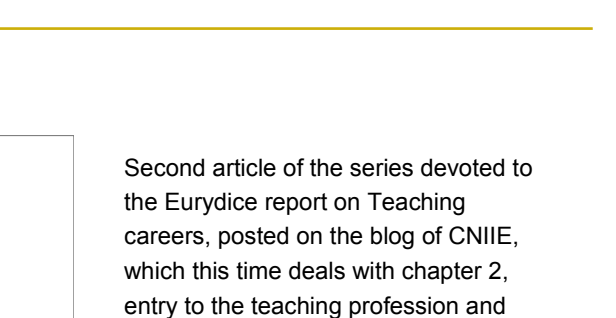 Second article of the series devoted to
the Eurydice report on Teaching
careers, posted on the blog of CNIIE,
which this time deals with chapter 2,
entry to the teaching profession and